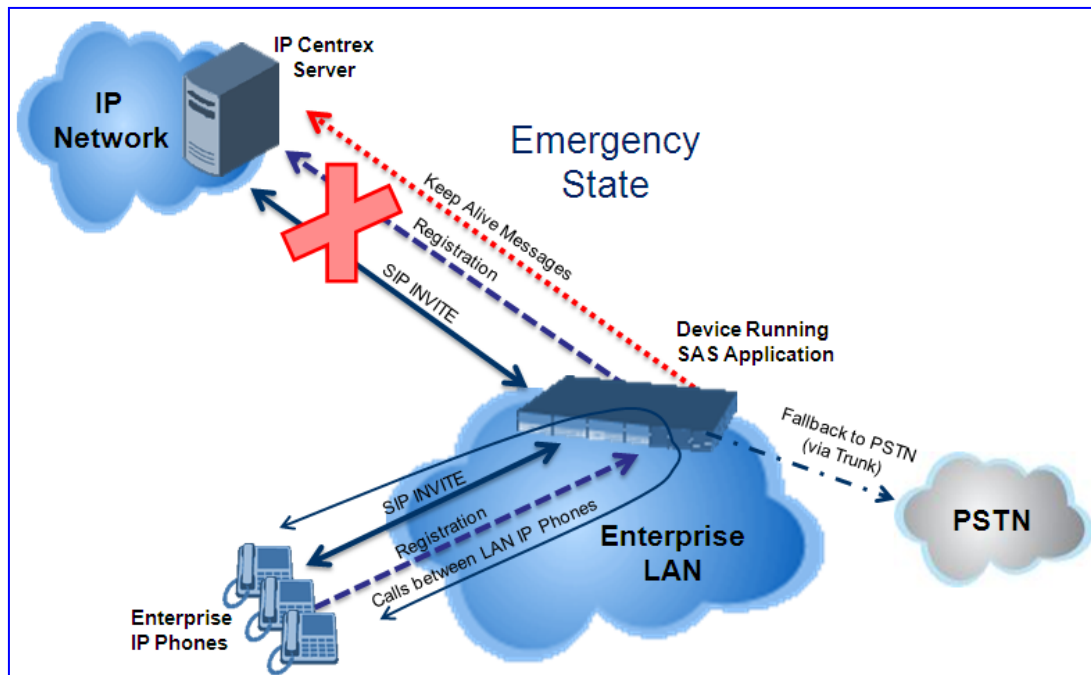 IP Centrex
Server
IP
Network
Emergency
State
Keep Alive Messages
Registration
SIP INVITE
Device Running
SAS Application
Fallback to PSTN
(via Trunk)
PSTN
SIP INVITE
Registration
Calls between LAN IP Phones
Enterprise
LAN
Enterprise
IP Phones